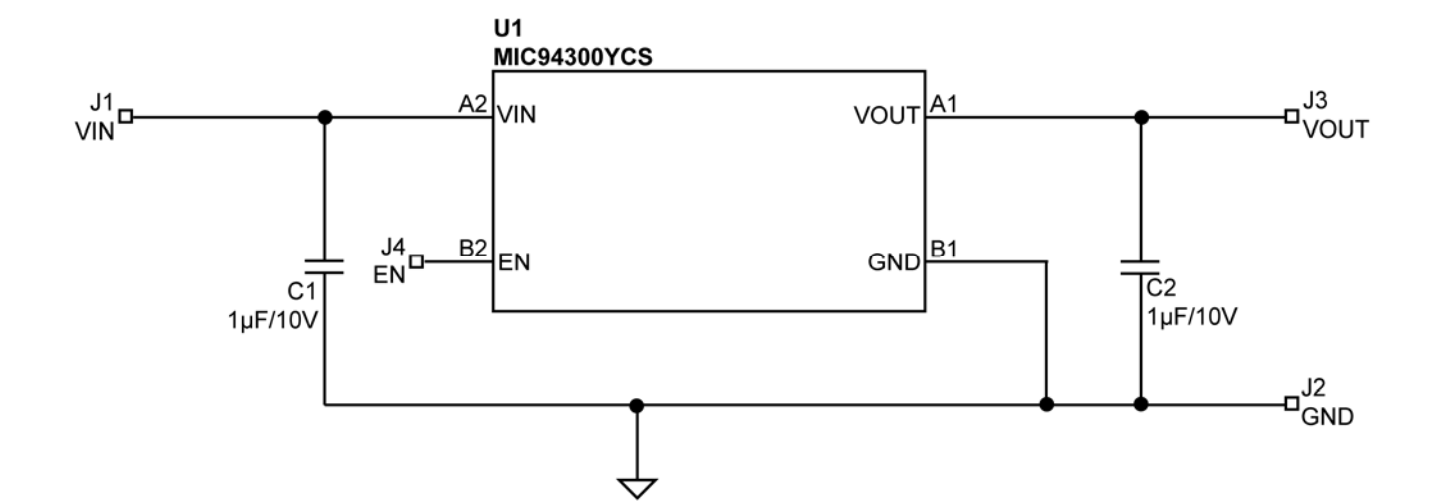 U1
MIC94300YCS
J1
VIN
A2
VIN
VOUT
A1
J3
VOUT
J4
EN
B2
EN
GND
B1
C1
1µF/10V
C2
1µF/10V
J2
GND